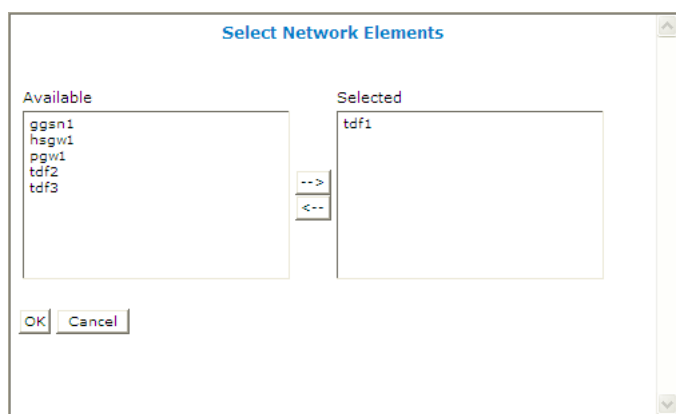 Select Network Elements
Available
ggsn1
hsgw1
pgw1
tdf2
tdf3
-->
<--
Selected
tdf1
OK
Cancel